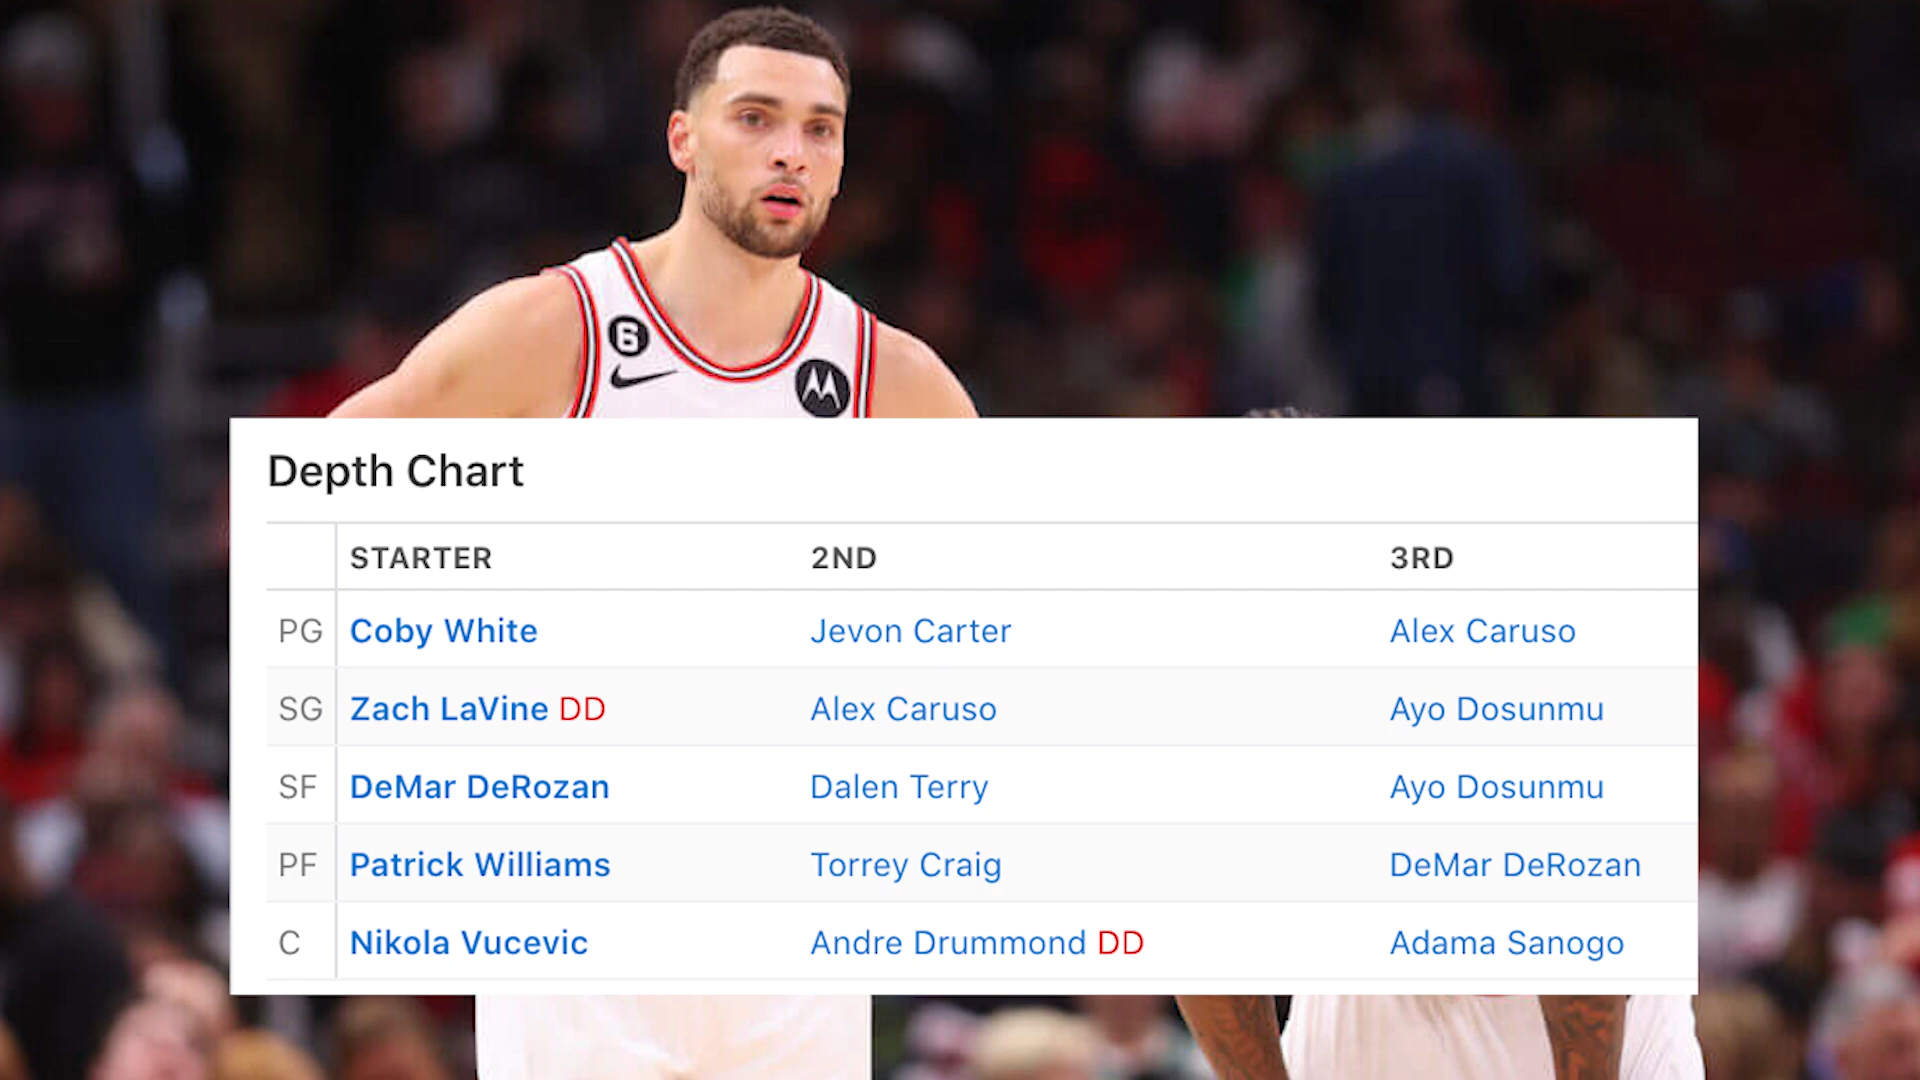 6
Depth Chart
STARTER 2ND 3RD
PG Coby White Jevon Carter Alex Caruso
SG Zach LaVine DD Alex Caruso Ayo Dosunmu
SF DeMar DeRozan Dalen Terry Ayo Dosunmu
PF Patrick Williams Torrey Craig DeMar DeRozan
C Nikola Vucevic Andre Drummond DD Adama Sanogo